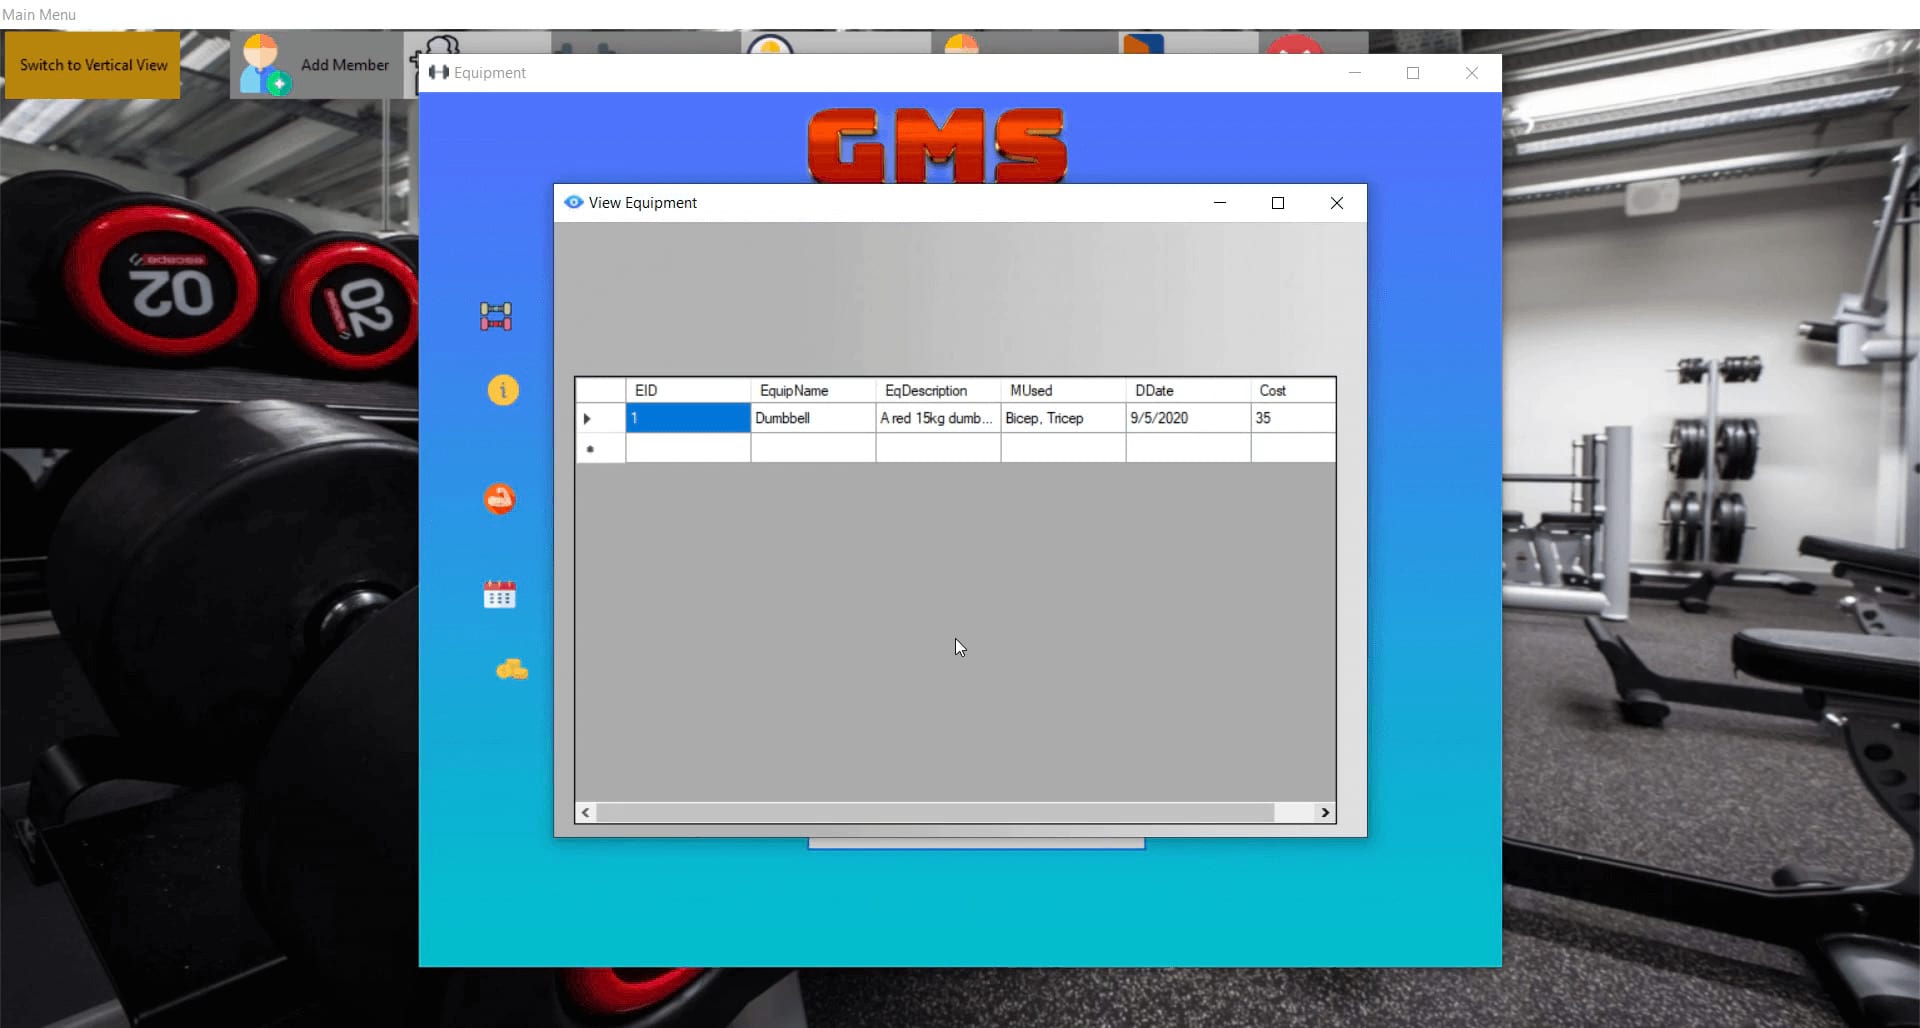 Main Menu
Switch to Vertical View
Add Member
Equipment
GMS
View Equipment
EID EquipName EqDescription MUsed DDate Cost
1 Dumbbell A red 15kg dumb... Bicep, Tricep 9/5/2020 35
02
02